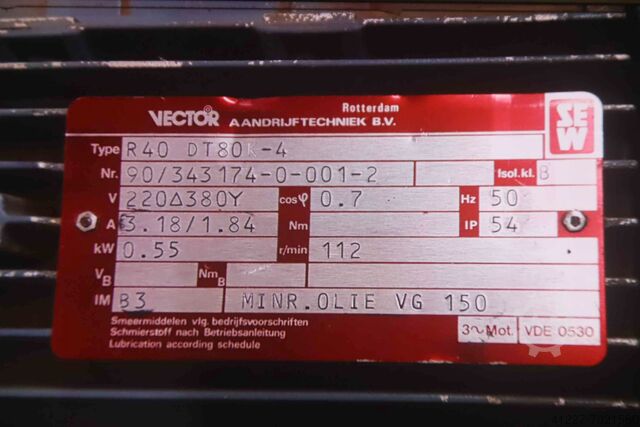 VECTOR® Rotterdam
AANDRIJFTECHNIEK B.V.
SEW
Type R40 DT80K-4
Nr. 90/343174-0-001-2 Isol.kl. B
V 220Δ380Y cosφ 0.7 Hz 50
A 3.18/1.84 Nm IP 54
kW 0.55 r/min 112
VB NmB
IM B3 MINR.OLIE VG 150
Smeermiddelen vlg. bedrijfsvoorschriften
Schmierstoff nach Betriebsanleitung
Lubrication according schedule
3~Mot. VDE 0530